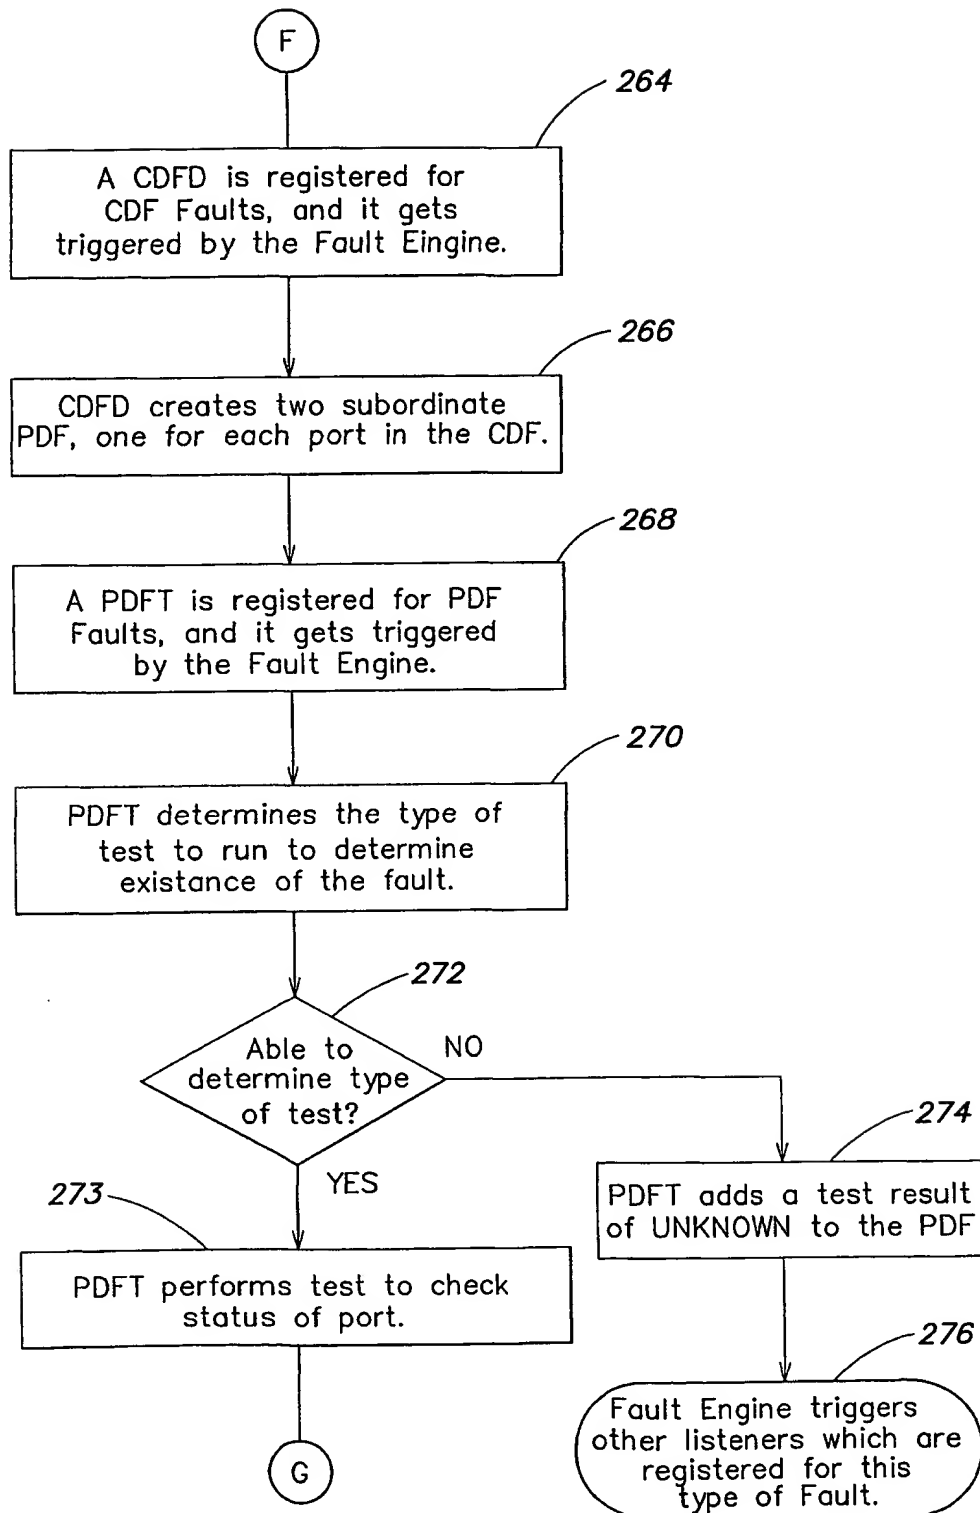 F
264
A CDFD is registered for
CDF Faults, and it gets
triggered by the Fault Eingine.
266
CDFD creates two subordinate
PDF, one for each port in the CDF.
268
A PDFT is registered for PDF
Faults, and it gets triggered
by the Fault Engine.
270
PDFT determines the type of
test to run to determine
existance of the fault.
272
Able to
determine type
of test?
NO
YES
274
PDFT adds a test result
of UNKNOWN to the PDF
273
PDFT performs test to check
status of port.
276
Fault Engine triggers
other listeners which are
registered for this
type of Fault.
G